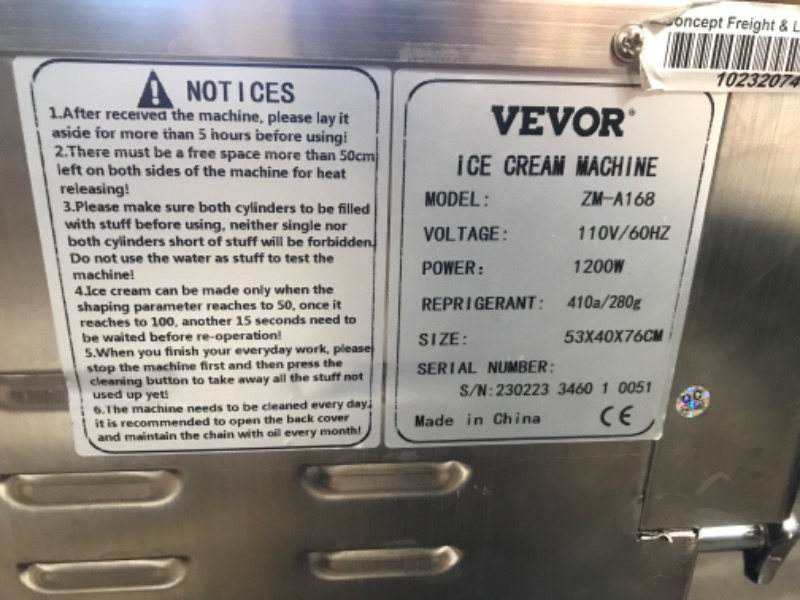 oncept Freight & L
10232074
NOTICES
1.After received the machine, please lay it
aside for more than 5 hours before using¡
2.There must be a free space more than 50cm
left on both sides of the machine for heat
releasing!
3.Please make sure both cylinders to be filled
with stuff before using, neither single nor
both cylinders short of stuff will be forbidden.
Do not use the water as stuff to test the
machine!
4.Ice cream can be made only when the
shaping parameter reaches to 50, once it
reaches to 100, another 15 seconds need to
be waited before re-operation!
5.When you finish your everyday work, please
stop the machine first and then press the
cleaning button to take away all the stuff not
used up yet!
6.The machine needs to be cleaned every day,
it is recommended to open the back cover
and maintain the chain with oil every month!
VEVOR®
ICE CREAM MACHINE
MODEL: ZM-A168
VOLTAGE: 110V/60HZ
POWER: 1200W
REPRIGERANT: 410a/280g
SIZE: 53X40X76CM
SERIAL NUMBER:
S/N:230223 3460 1 0051
Made in China CE